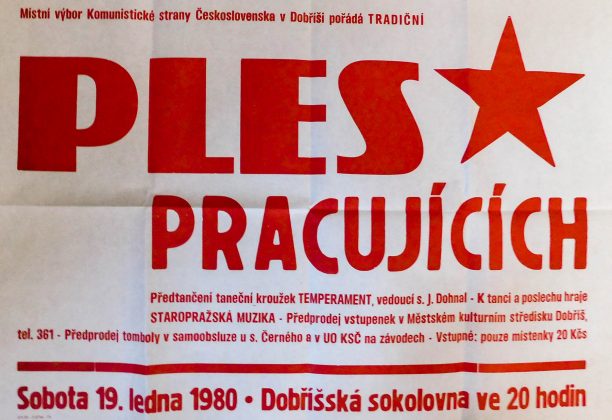 Místní výbor Komunistické strany Československa v Dobříši pořádá TRADIČNÍ
PLES
PRACUJÍCÍCH
Předtančení taneční kroužek TEMPERAMENT, vedoucí s. J. Dohnal - K tanci a poslechu hraje
STAROPRAŽSKÁ MUZIKA - Předprodej vstupenek v Městském kulturním středisku Dobříš,
tel. 361 - Předprodej tomboly v samoobsluze u s. Černého a v UO KSČ na závodech - Vstupné: pouze místenky 20 Kčs
Sobota 19. ledna 1980 • Dobříšská sokolovna ve 20 hodin